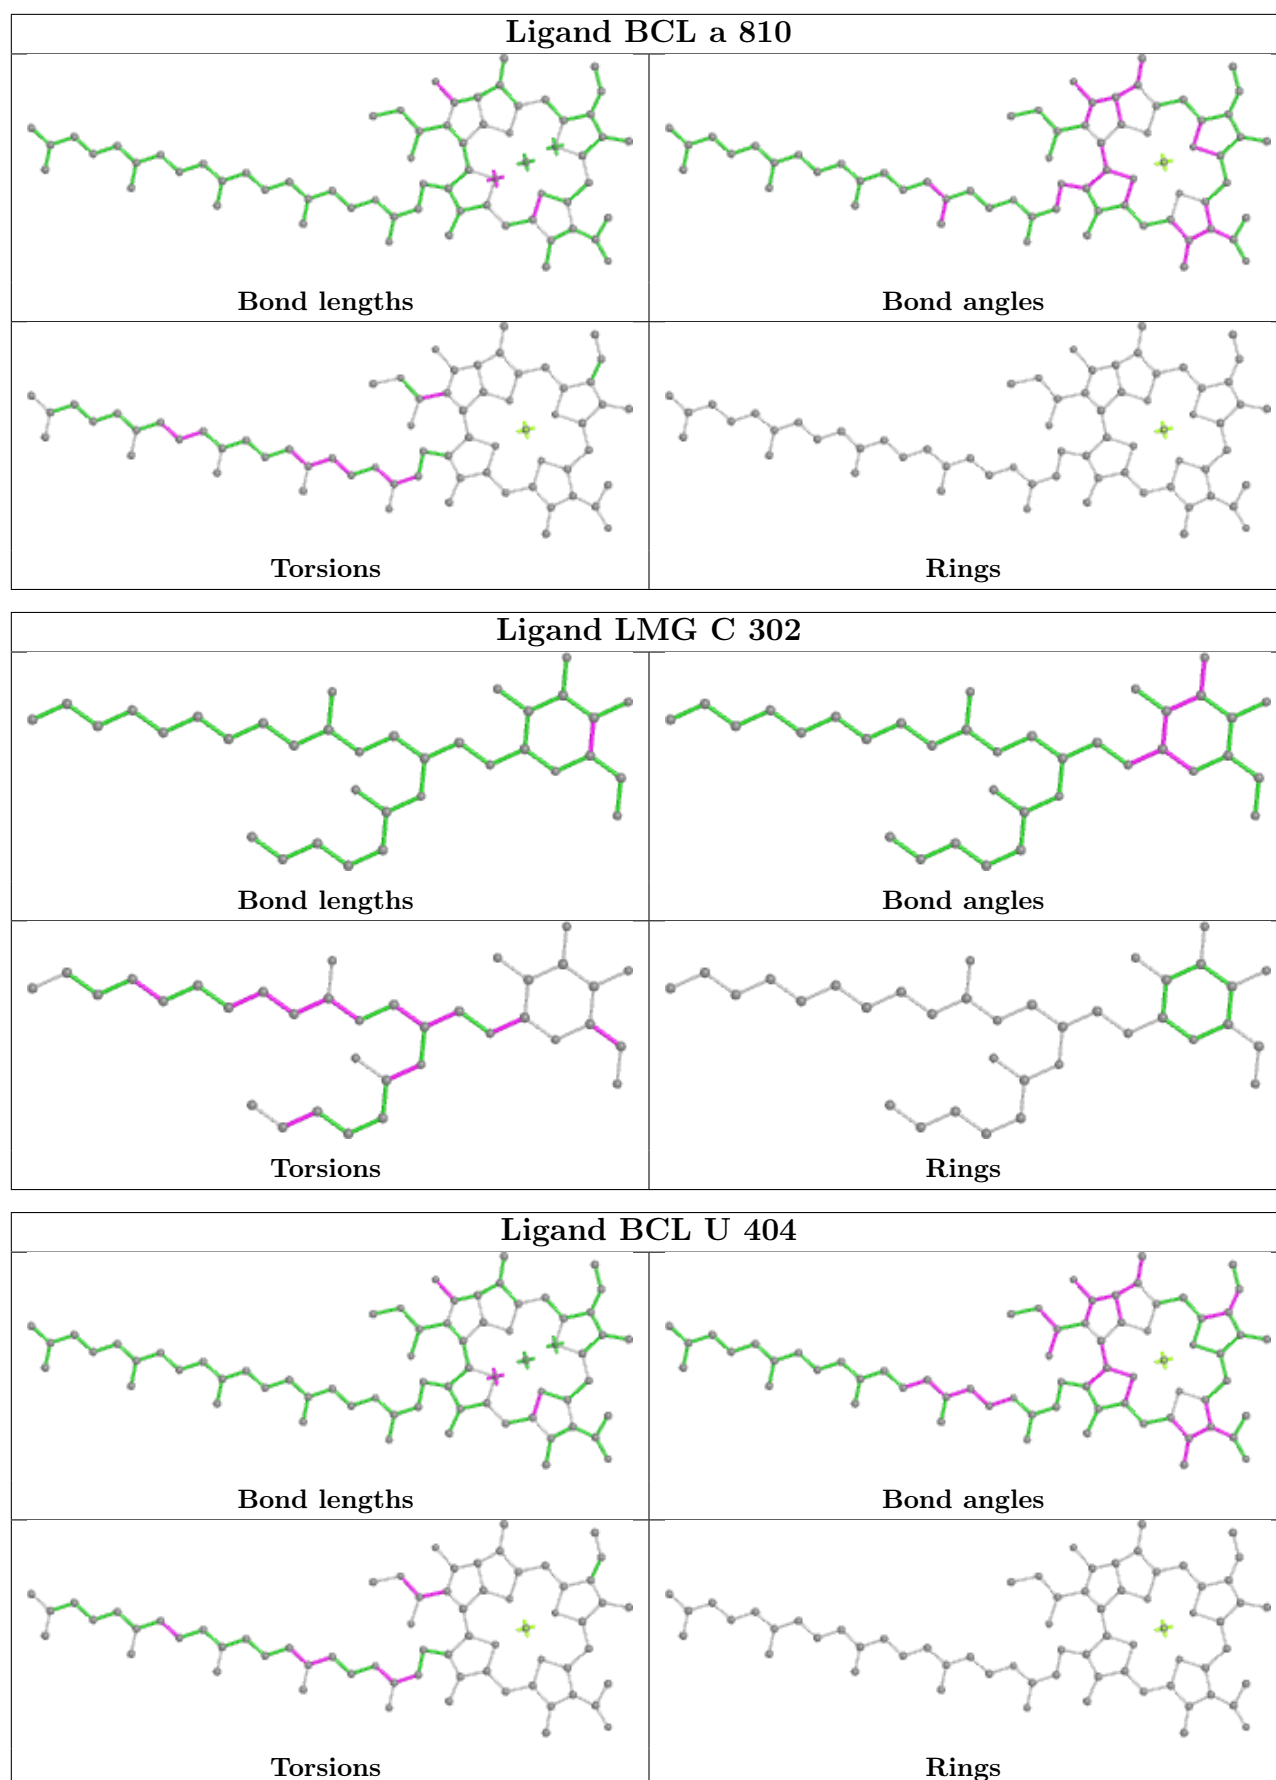 Ligand BCL a 810
Bond lengths
Bond angles
Torsions
Rings
Ligand LMG C 302
Bond lengths
Bond angles
Torsions
Rings
Ligand BCL U 404
Bond lengths
Bond angles
Torsions
Rings